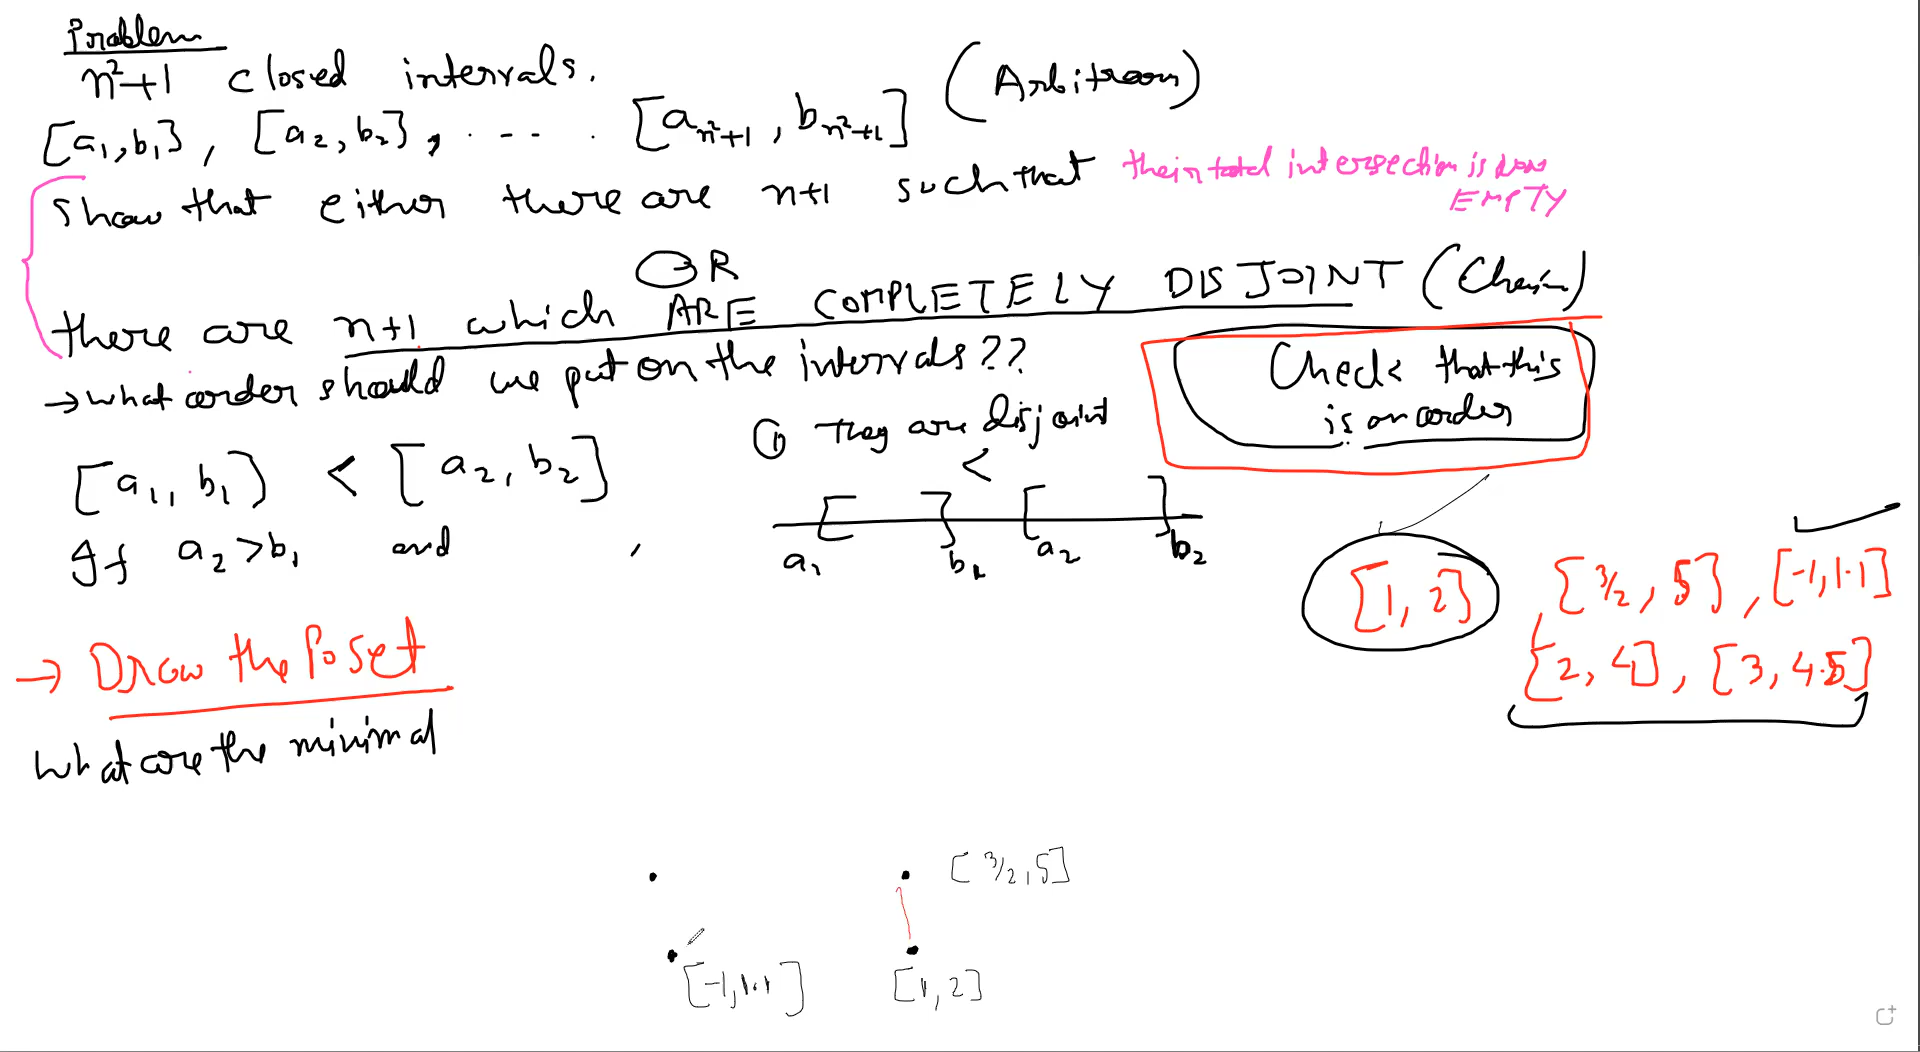 Problem
n²+1 closed intervals. (Arbitrary)
[a₁,b₁], [a₂,b₂], ... [aₙ²₊₁, bₙ²₊₁]
show that either there are n+1 such that their total intersection is non
EMPTY
OR
there are n+1 which ARE COMPLETELY DISJOINT (Chain)
→ what order should we put on the intervals??
Check that this
is an order
① They are disjoint
<
[a₁, b₁] < [a₂, b₂]
If a₂ > b₁ and ,
a₁ b₁ a₂ b₂
[1, 2], [3/2, 5], [-1, 1.1]
[2, 4], [3, 4.5]
→ Draw the Poset
what are the minimal
[3/2, 5]
[-1, 1.1] [1, 2]